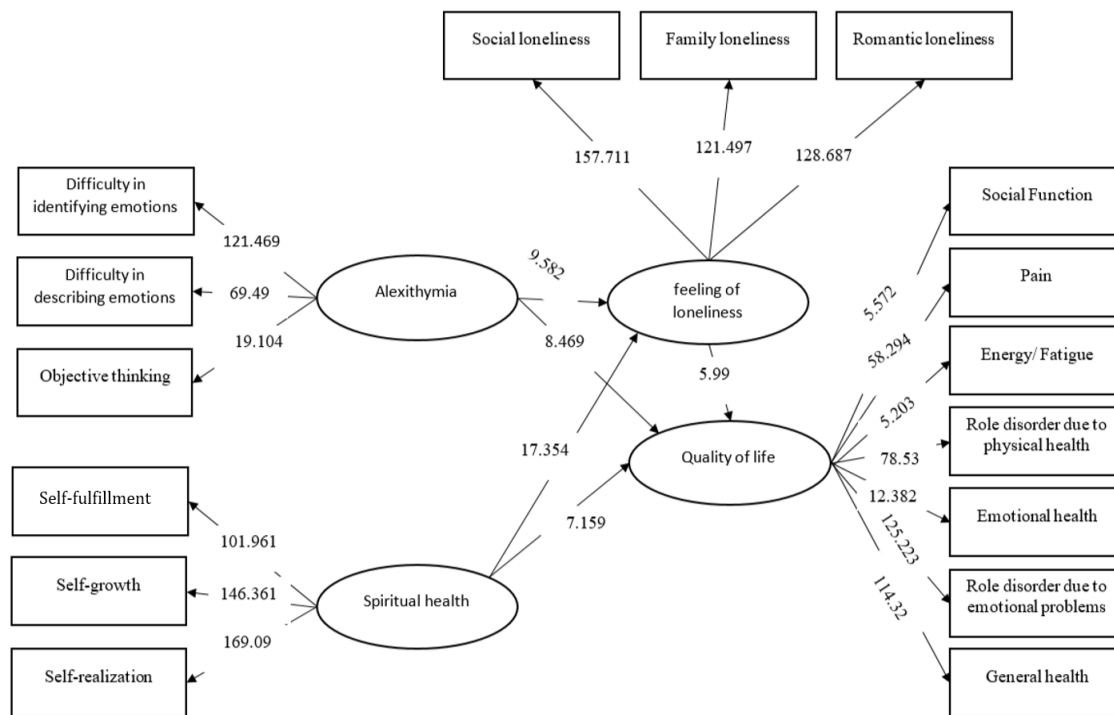 Social loneliness
Family loneliness
Romantic loneliness
157.711
121.497
128.687
Difficulty in
identifying emotions
Difficulty in
describing emotions
Objective thinking
121.469
69.49
19.104
Alexithymia
9.582
8.469
feeling of
loneliness
5.99
17.354
7.159
Quality of life
Self-fulfillment
Self-growth
Self-realization
101.961
146.361
169.09
Spiritual health
5.572
58.294
5.203
78.53
12.382
125.223
114.32
Social Function
Pain
Energy/ Fatigue
Role disorder due to
physical health
Emotional health
Role disorder due to
emotional problems
General health